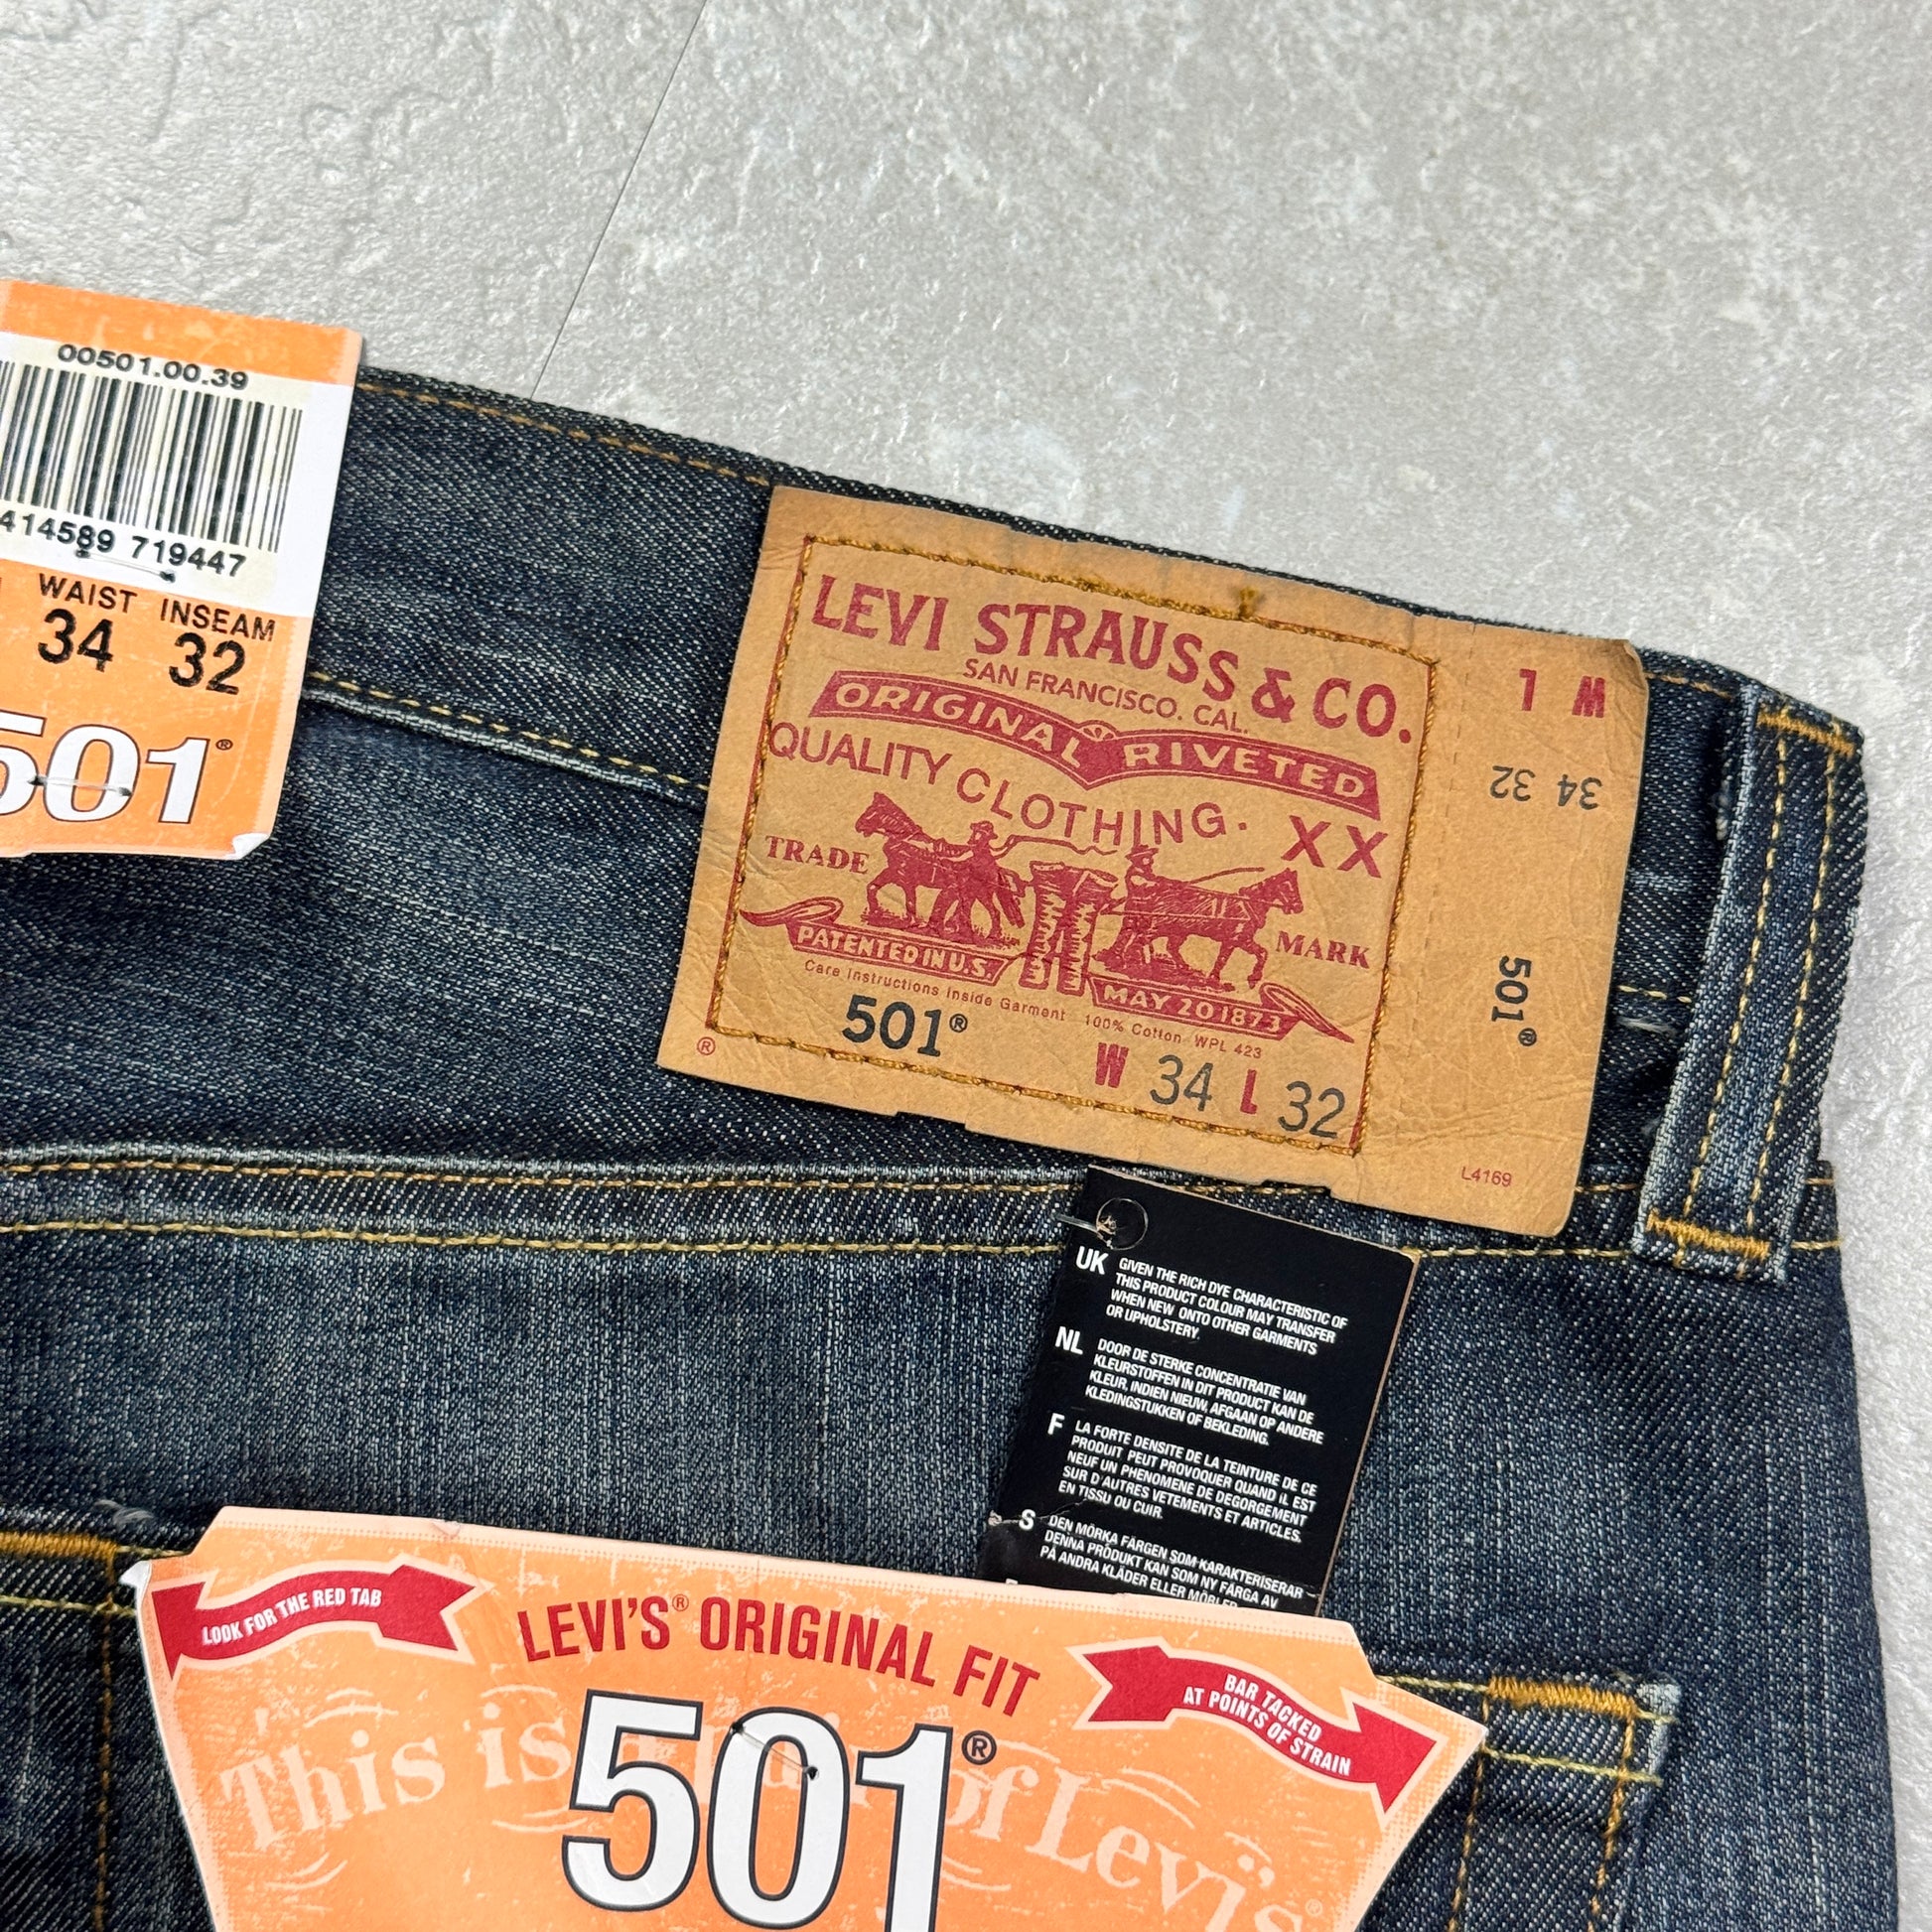 00501.00.39
414589 719447
WAIST INSEAM
34 32
501®
LEVI STRAUSS & CO.
SAN FRANCISCO. CAL.
ORIGINAL RIVETED
QUALITY CLOTHING.
XX
TRADE MARK
PATENTED IN U.S. MAY 20 1873
Care Instructions Inside Garment 100% Cotton WPL 423
501® W 34 L 32
®
L W
34 32
501®
L4169
UK GIVEN THE RICH DYE CHARACTERISTIC OF
THIS PRODUCT COLOUR MAY TRANSFER
WHEN NEW ONTO OTHER GARMENTS
OR UPHOLSTERY
NL DOOR DE STERKE CONCENTRATIE VAN
KLEURSTOFFEN IN DIT PRODUCT KAN DE
KLEUR, INDIEN NIEUW, AFGAAN OP ANDERE
KLEDINGSTUKKEN OF BEKLEDING.
F LA FORTE DENSITE DE LA TEINTURE DE CE
PRODUIT PEUT PROVOQUER QUAND IL EST
NEUF UN PHENOMENE DE DEGORGEMENT
SUR D'AUTRES VETEMENTS ET ARTICLES.
EN TISSU OU CUIR.
S DEN MÖRKA FÄRGEN SOM KARAKTERISERAR
DENNA PRODUKT KAN SOM NY FÄRGA AV
PÅ ANDRA KLÄDER ELLER MÖBLER
LOOK FOR THE RED TAB
LEVI'S® ORIGINAL FIT
BAR TACKED
AT POINTS OF STRAIN
501®
This is of Levi's®